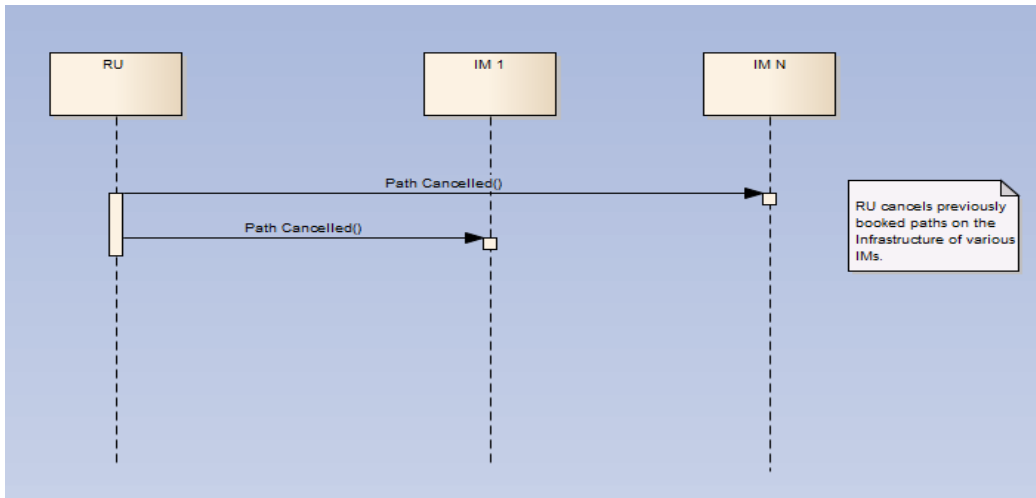 RU
IM 1
IM N
Path Cancelled()
Path Cancelled()
RU cancels previously
booked paths on the
Infrastructure of various
IMs.